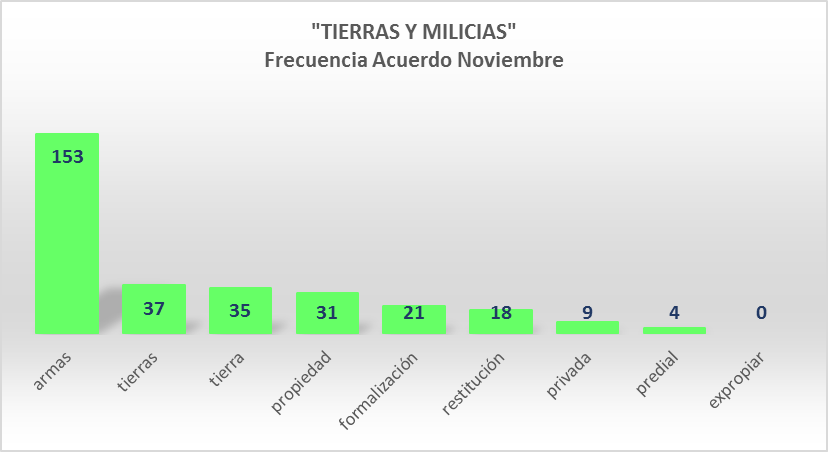 "TIERRAS Y MILICIAS"
Frecuencia Acuerdo Noviembre
153
37
35
31
21
18
9
4
0
armas
tierras
tierra
propiedad
formalización
restitución
privada
predial
expropiar